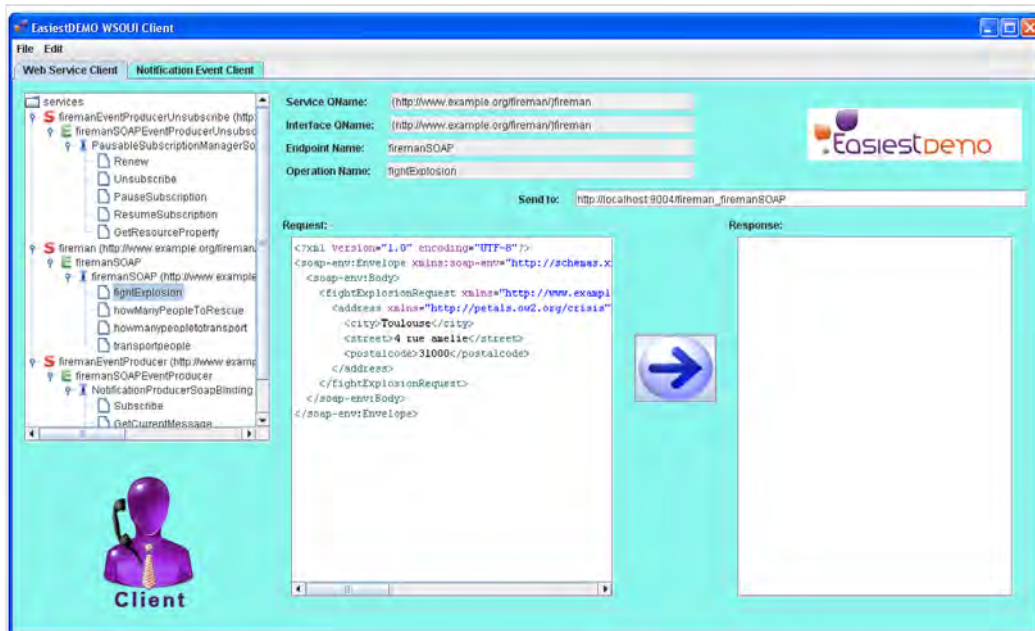 EasiestDEMO WSOUI Client
File Edit
Web Service Client Notification Event Client
services
S firemanEventProducerUnsubscribe (http:
E firemanSOAPEventProducerUnsubsc
I PausableSubscriptionManagerSo
Renew
Unsubscribe
PauseSubscription
ResumeSubscription
GetResourceProperty
S fireman (http://www.example.org/fireman/
E firemanSOAP
I firemanSOAP (http://www.example
fightExplosion
howManyPeopleToRescue
howmanypeopletotransport
transportpeople
S firemanEventProducer (http://www.examp
E firemanSOAPEventProducer
I NotificationProducerSoapBinding
Subscribe
GetCurrentMessage
Client
Service QName: {http://www.example.org/fireman/}fireman
Interface QName: {http://www.example.org/fireman/}fireman
Endpoint Name: firemanSOAP
Operation Name: fightExplosion
EasiestDemo
Send to: http://localhost:9004/fireman_firemanSOAP
Request:
<?xml version="1.0" encoding="UTF-8"?>
<soap-env:Envelope xmlns:soap-env="http://schemas.x
<soap-env:Body>
<fightExplosionRequest xmlns="http://www.exampl
<address xmlns="http://petals.ow2.org/crisis"
<city>Toulouse</city>
<street>4 rue amelie</street>
<postalcode>31000</postalcode>
</address>
</fightExplosionRequest>
</soap-env:Body>
</soap-env:Envelope>
Response: